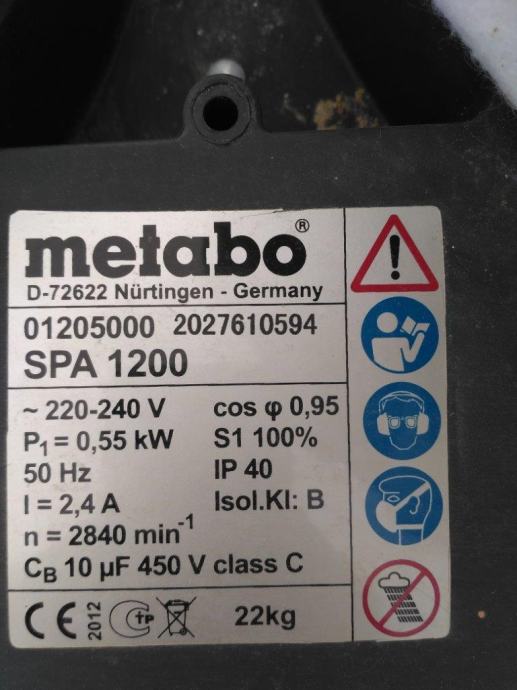 metabo®
D-72622 Nürtingen - Germany
01205000 2027610594
SPA 1200
~ 220-240 V cos φ 0,95
P1 = 0,55 kW S1 100%
50 Hz IP 40
I = 2,4 A Isol.Kl: B
n = 2840 min-1
CB 10 µF 450 V class C
CE 2012 22kg